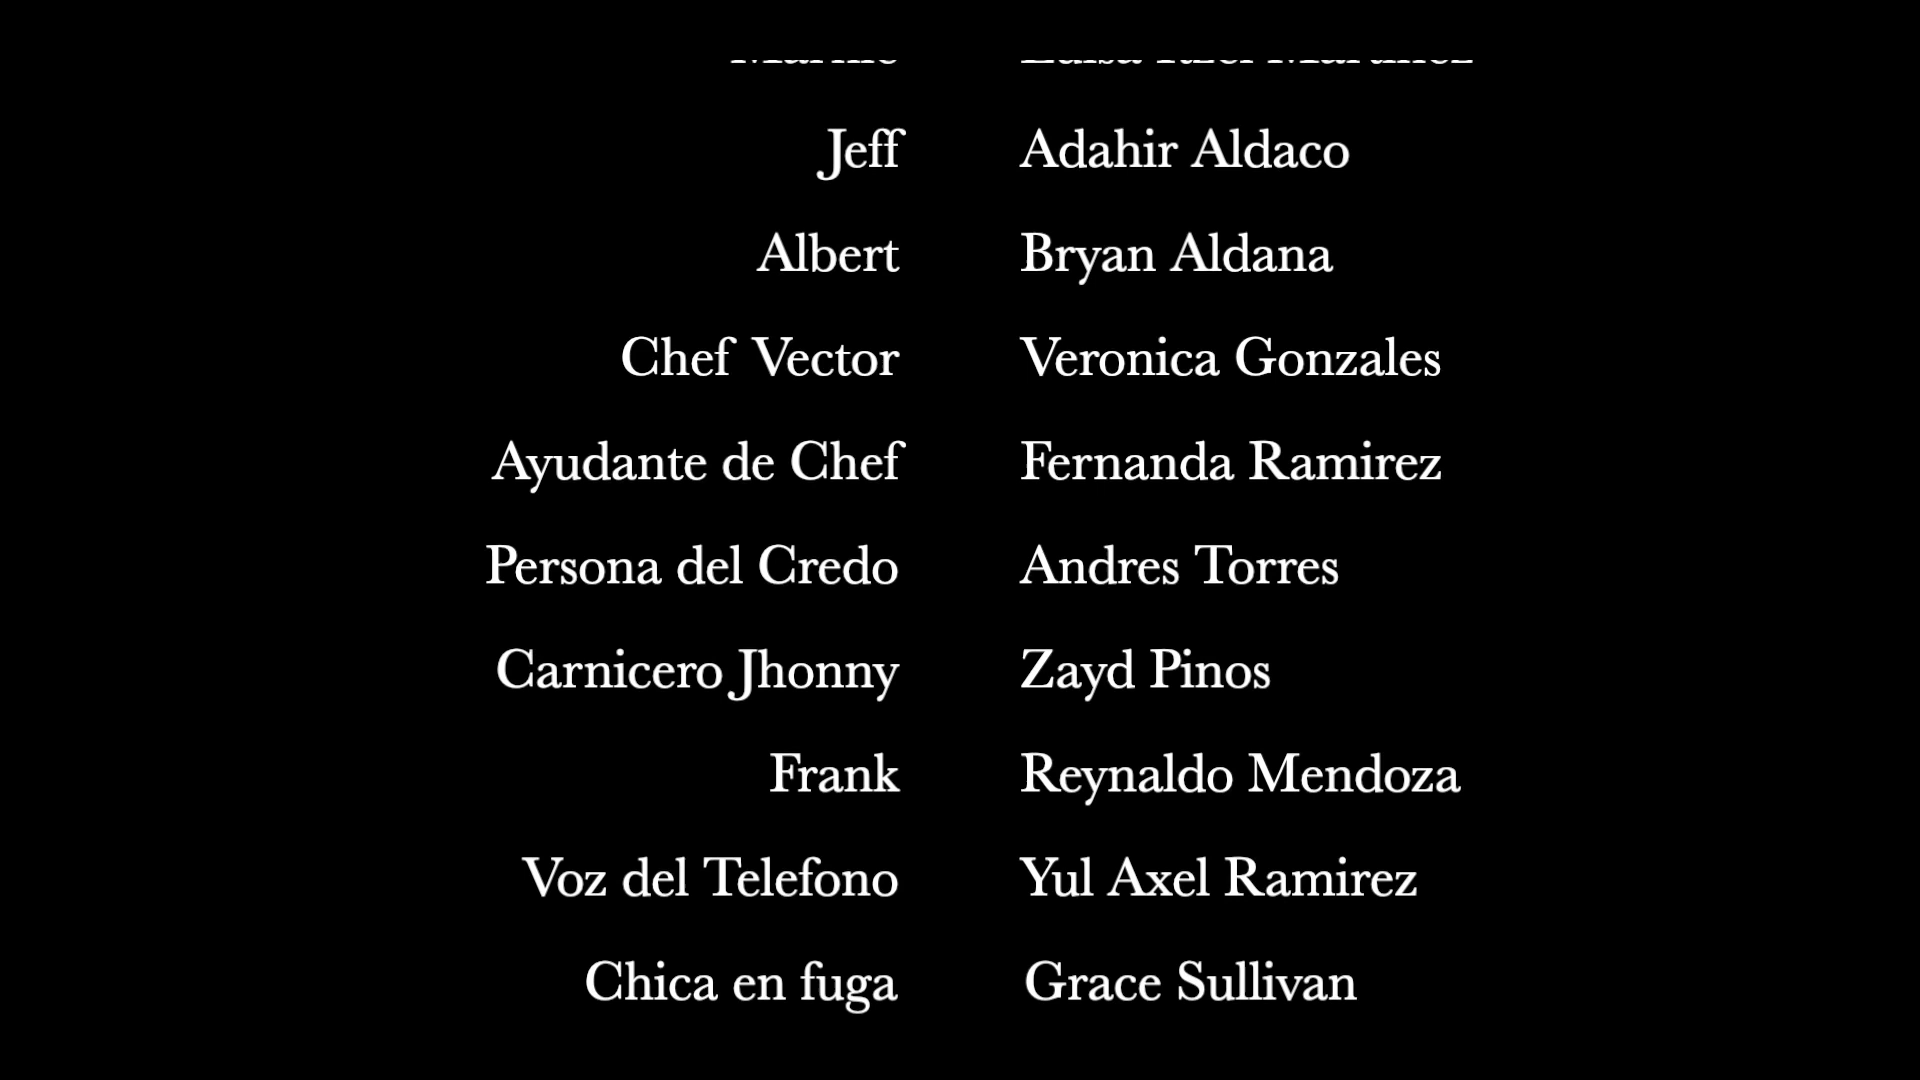 Jeff Adahir Aldaco
Albert Bryan Aldana
Chef Vector Veronica Gonzales
Ayudante de Chef Fernanda Ramirez
Persona del Credo Andres Torres
Carnicero Jhonny Zayd Pinos
Frank Reynaldo Mendoza
Voz del Telefono Yul Axel Ramirez
Chica en fuga Grace Sullivan